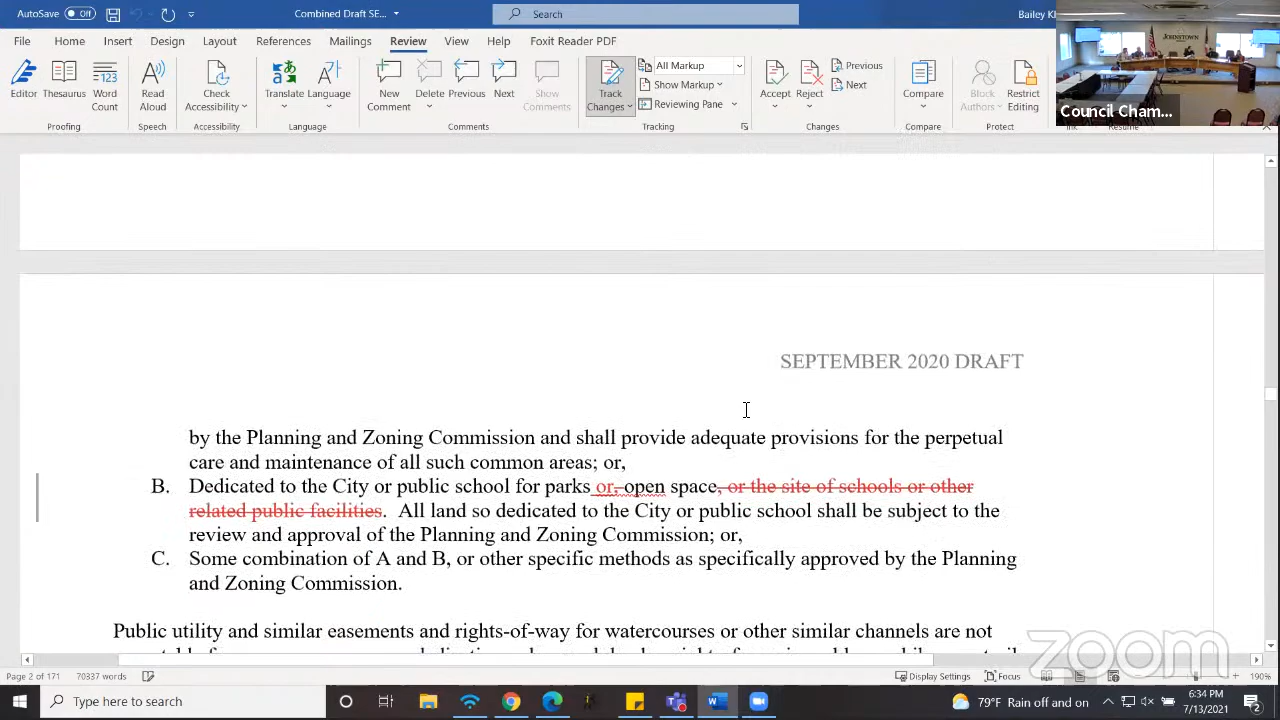 Search
Bailey Kl
File Home Insert Draw Design Layout References Mailings Review View Help Foxit Reader PDF
Editor Thesaurus Word Count Read Aloud Check Accessibility Translate Language New Comment Delete Previous Next Show Comments Track Changes All Markup Show Markup Reviewing Pane Accept Reject Previous Next Compare Block Authors Restrict Editing
Proofing Speech Accessibility Language Comments Tracking Changes Compare Protect Ink Resume
JOHNSTOWN
Council Cham...
SEPTEMBER 2020 DRAFT
by the Planning and Zoning Commission and shall provide adequate provisions for the perpetual
care and maintenance of all such common areas; or,
B. Dedicated to the City or public school for parks or, open space, or the site of schools or other
related public facilities. All land so dedicated to the City or public school shall be subject to the
review and approval of the Planning and Zoning Commission; or,
C. Some combination of A and B, or other specific methods as specifically approved by the Planning
and Zoning Commission.
Public utility and similar easements and rights-of-way for watercourses or other similar channels are not
zoom
Page 2 of 171 70337 words Display Settings Focus 190%
Type here to search
79°F Rain off and on
6:34 PM
7/13/2021
2